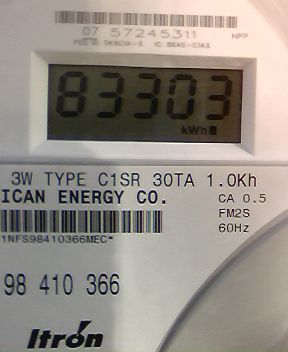 07 57245311 HPP
83303
kWh
3W TYPE C1SR 30TA 1.0Kh
ICAN ENERGY CO. CA 0.5
FM2S
60Hz
1NFS98410366MEC*
98 410 366
Itron